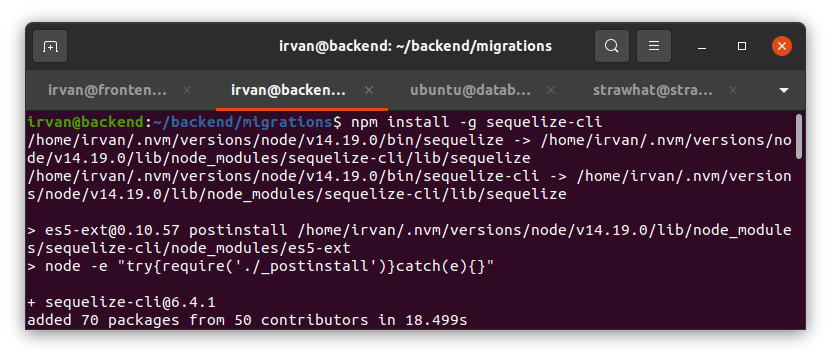 irvan@backend: ~/backend/migrations
irvan@fronten...
irvan@backen...
ubuntu@datab...
strawhat@stra...
irvan@backend:~/backend/migrations$ npm install -g sequelize-cli
/home/irvan/.nvm/versions/node/v14.19.0/bin/sequelize -> /home/irvan/.nvm/versions/no
de/v14.19.0/lib/node_modules/sequelize-cli/lib/sequelize
/home/irvan/.nvm/versions/node/v14.19.0/bin/sequelize-cli -> /home/irvan/.nvm/version
s/node/v14.19.0/lib/node_modules/sequelize-cli/lib/sequelize
> es5-ext@0.10.57 postinstall /home/irvan/.nvm/versions/node/v14.19.0/lib/node_module
s/sequelize-cli/node_modules/es5-ext
> node -e "try{require('./_postinstall')}catch(e){}"
+ sequelize-cli@6.4.1
added 70 packages from 50 contributors in 18.499s